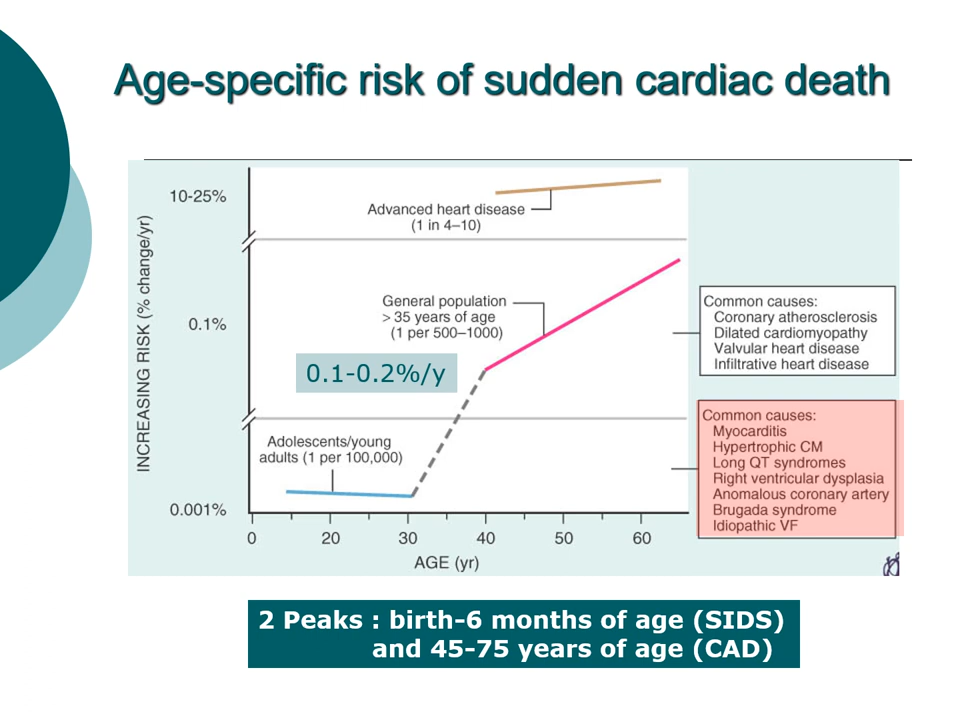 Age-specific risk of sudden cardiac death
INCREASING RISK (% change/yr)
10-25%
0.1%
0.001%
Advanced heart disease
(1 in 4–10)
General population
> 35 years of age
(1 per 500–1000)
0.1-0.2%/y
Adolescents/young
adults (1 per 100,000)
0 20 30 40 50 60
AGE (yr)
Common causes:
Coronary atherosclerosis
Dilated cardiomyopathy
Valvular heart disease
Infiltrative heart disease
Common causes:
Myocarditis
Hypertrophic CM
Long QT syndromes
Right ventricular dysplasia
Anomalous coronary artery
Brugada syndrome
Idiopathic VF
2 Peaks : birth-6 months of age (SIDS)
and 45-75 years of age (CAD)